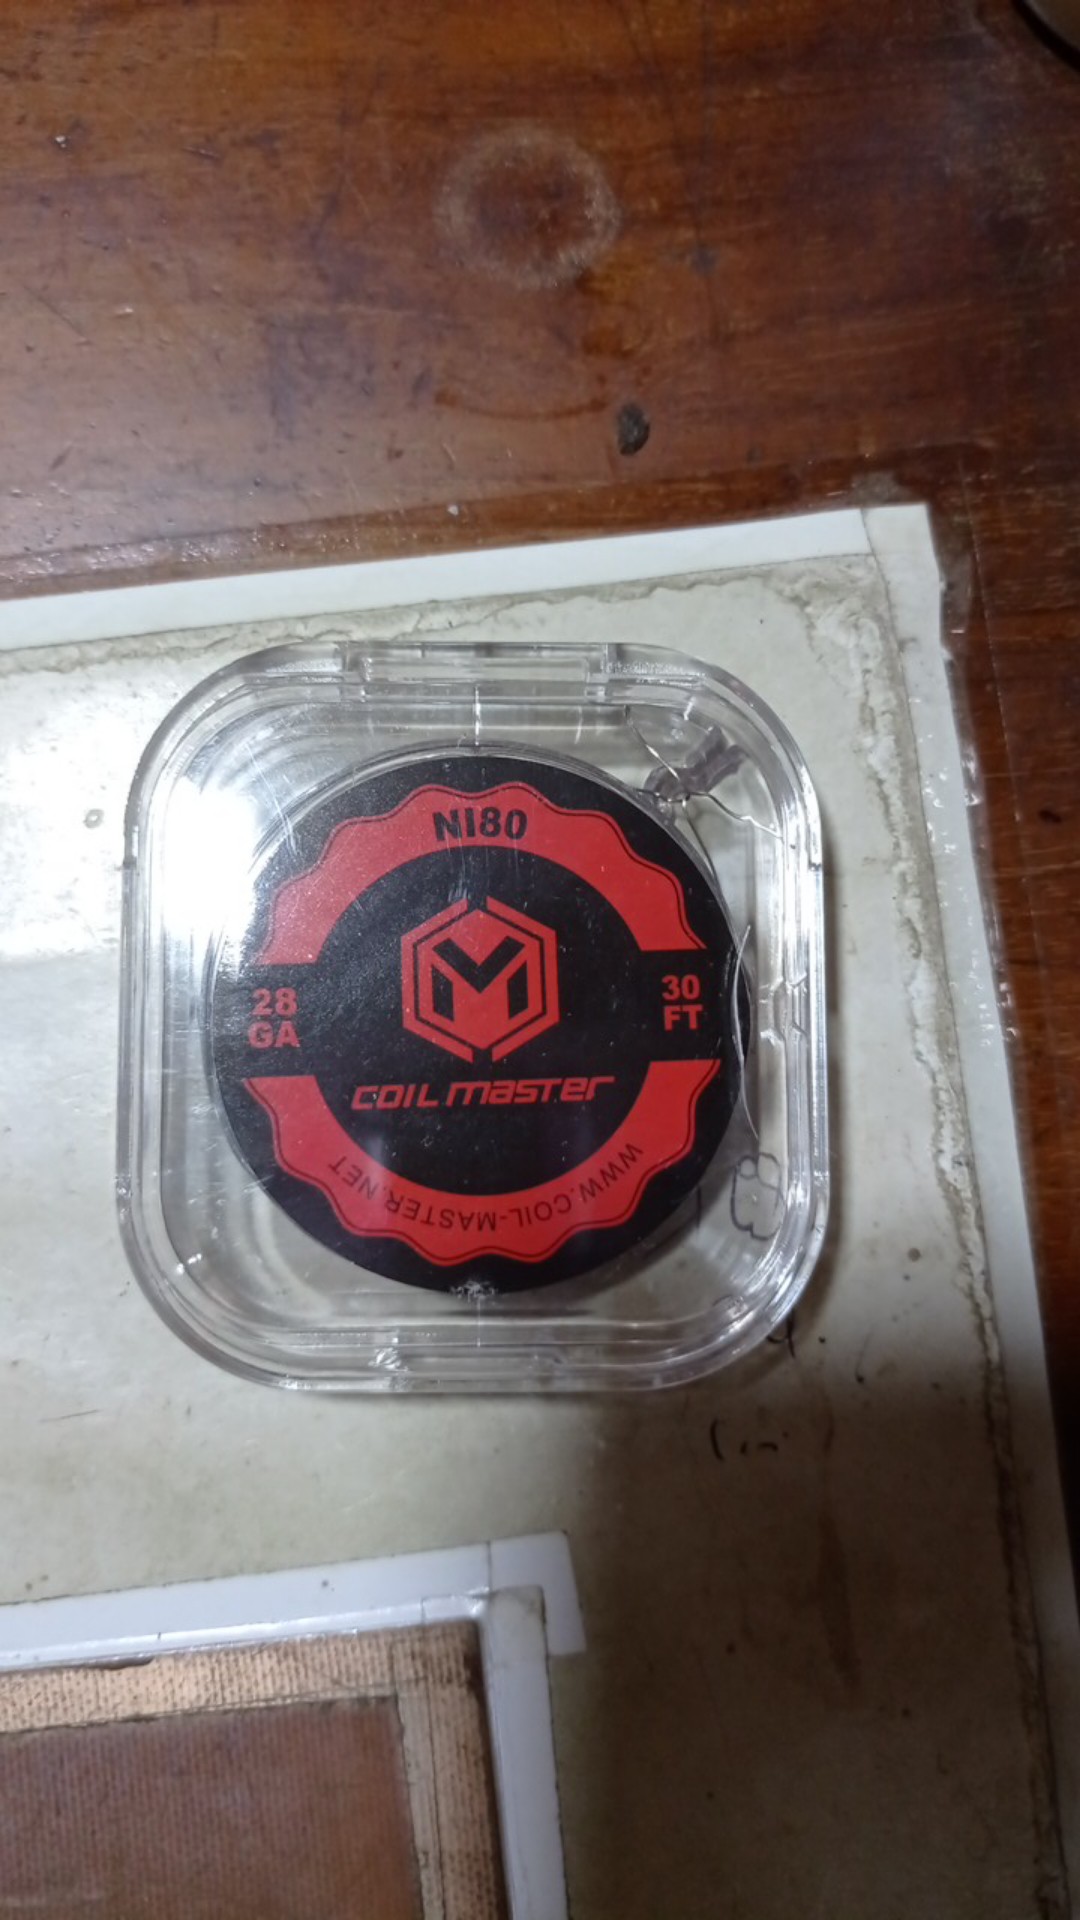 NI80
28
GA
30
FT
COIL MASTER
WWW.COIL-MASTER.NET